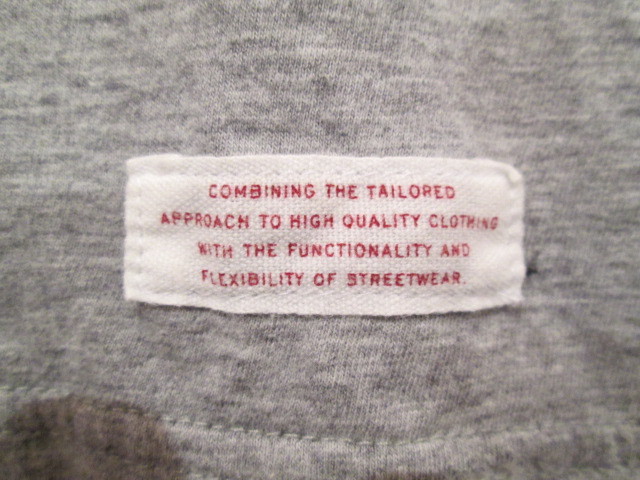 COMBINING THE TAILORED
APPROACH TO HIGH QUALITY CLOTHING
WITH THE FUNCTIONALITY AND
FLEXIBILITY OF STREETWEAR.